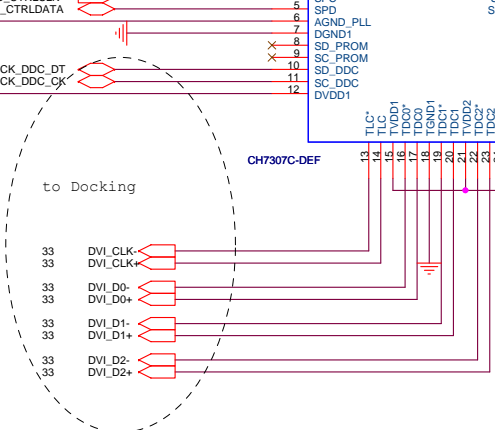 _CTRLDATA
5 SPD
6 AGND_PLL
7 DGND1
8 SD_PROM
9 SC_PROM
CK_DDC_DT 10 SD_DDC
CK_DDC_CK 11 SC_DDC
12 DVDD1
TLC*
TLC
TVDD1
TDC0*
TDC0
TGND1
TDC1*
TDC1
TVDD2
TDC2*
TDC2
CH7307C-DEF
13
14
15
16
17
18
19
20
21
22
23
to Docking
33 DVI_CLK-
33 DVI_CLK+
33 DVI_D0-
33 DVI_D0+
33 DVI_D1-
33 DVI_D1+
33 DVI_D2-
33 DVI_D2+